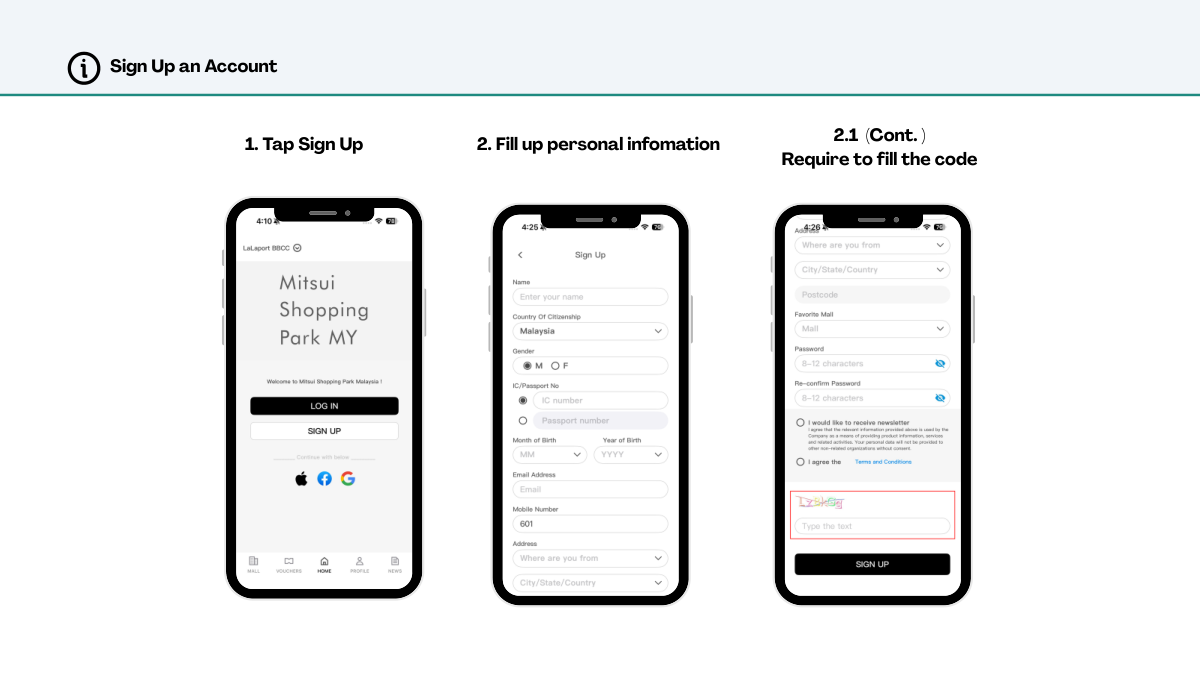 Sign Up an Account
1. Tap Sign Up
4:10
78
LaLaport BBCC
Mitsui
Shopping
Park MY
Welcome to Mitsui Shopping Park Malaysia !
LOG IN
SIGN UP
Continue with below
MALL VOUCHERS HOME PROFILE NEWS
2. Fill up personal infomation
4:25
78
Sign Up
Name
Enter your name
Country Of Citizenship
Malaysia
Gender
M F
IC/Passport No
IC number
Passport number
Month of Birth Year of Birth
MM YYYY
Email Address
Email
Mobile Number
601
Address
Where are you from
City/State/Country
2.1 (Cont. )
Require to fill the code
4:26
78
Address
Where are you from
City/State/Country
Postcode
Favorite Mall
Mall
Password
8-12 characters
Re-confirm Password
8-12 characters
I would like to receive newsletter
I agree that the relevant information provided above is used by the
Company as a means of providing product information, services
and related activities. Your personal data will not be provided to
other non-related organizations without consent.
I agree the Terms and Conditions
Type the text
SIGN UP